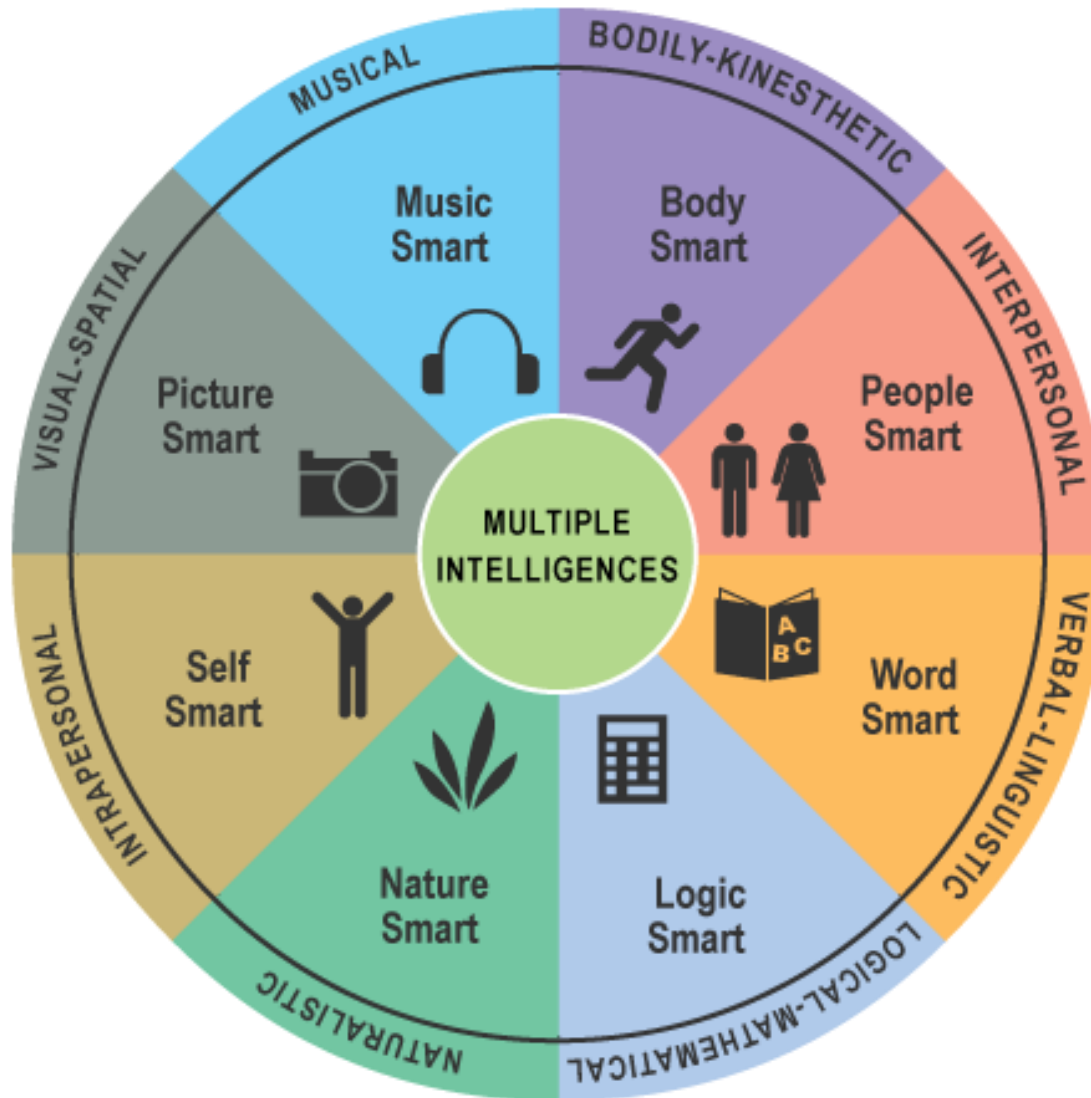 MUSICAL
Music
Smart
BODILY-KINESTHETIC
Body
Smart
INTERPERSONAL
People
Smart
VERBAL-LINGUISTIC
A
B C
Word
Smart
LOGICAL-MATHEMATICAL
Logic
Smart
NATURALISTIC
Nature
Smart
INTRAPERSONAL
Self
Smart
VISUAL-SPATIAL
Picture
Smart
MULTIPLE
INTELLIGENCES